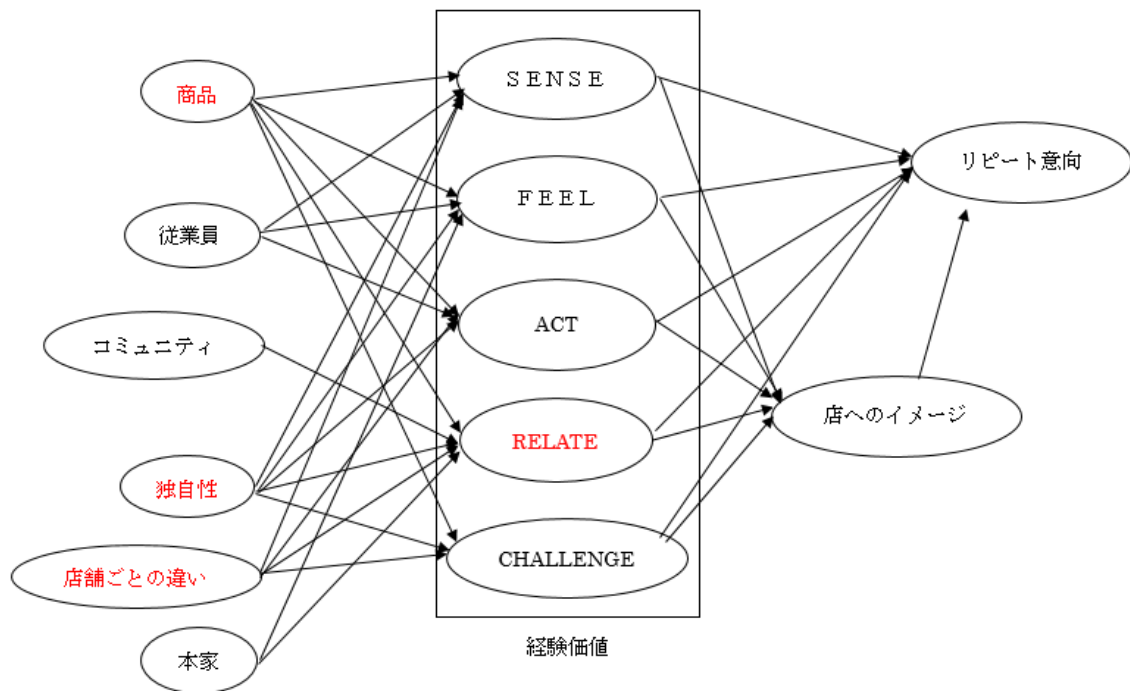 商品
従業員
コミュニティ
独自性
店舗ごとの違い
本家
ＳＥＮＳＥ
ＦＥＥＬ
ACT
RELATE
CHALLENGE
経験価値
リピート意向
店へのイメージ